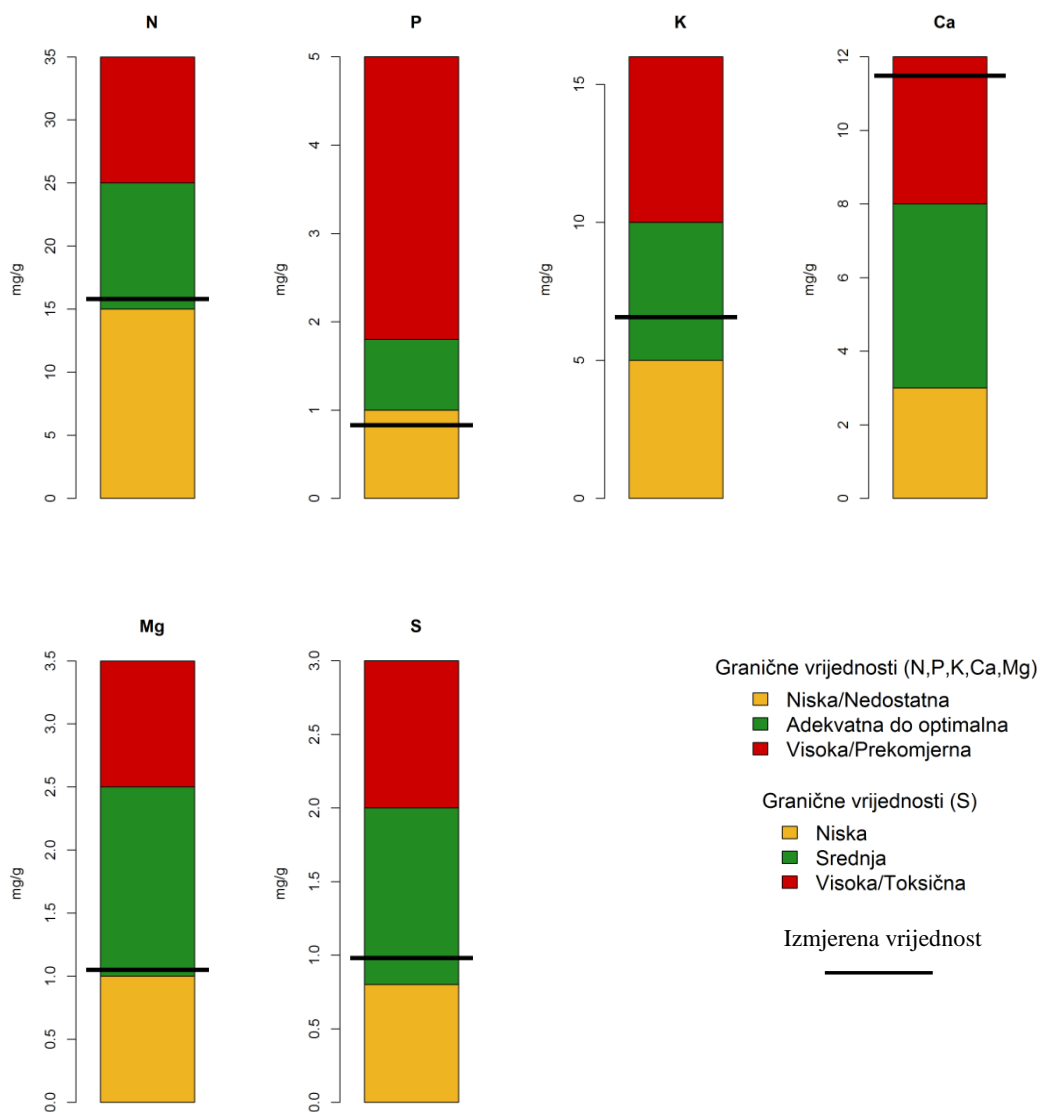 N
P
K
Ca
35
30
25
20
15
10
5
0
mg/g
5
4
3
2
1
0
mg/g
15
10
5
0
mg/g
12
10
8
6
4
2
0
mg/g
Mg
S
3.5
3.0
2.5
2.0
1.5
1.0
0.5
0.0
mg/g
3.0
2.5
2.0
1.5
1.0
0.5
0.0
mg/g
Granične vrijednosti (N,P,K,Ca,Mg)
Niska/Nedostatna
Adekvatna do optimalna
Visoka/Prekomjerna
Granične vrijednosti (S)
Niska
Srednja
Visoka/Toksična
Izmjerena vrijednost